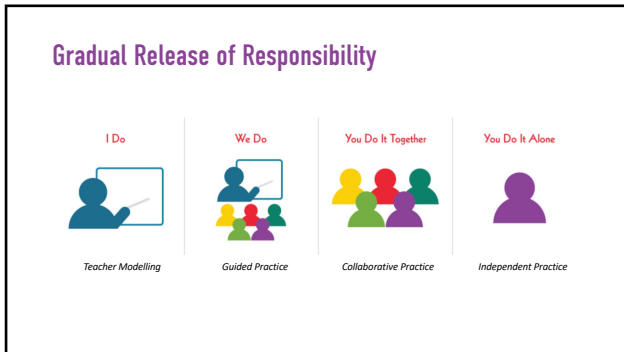 Gradual Release of Responsibility
I Do
We Do
You Do It Together
You Do It Alone
Teacher Modelling
Guided Practice
Collaborative Practice
Independent Practice